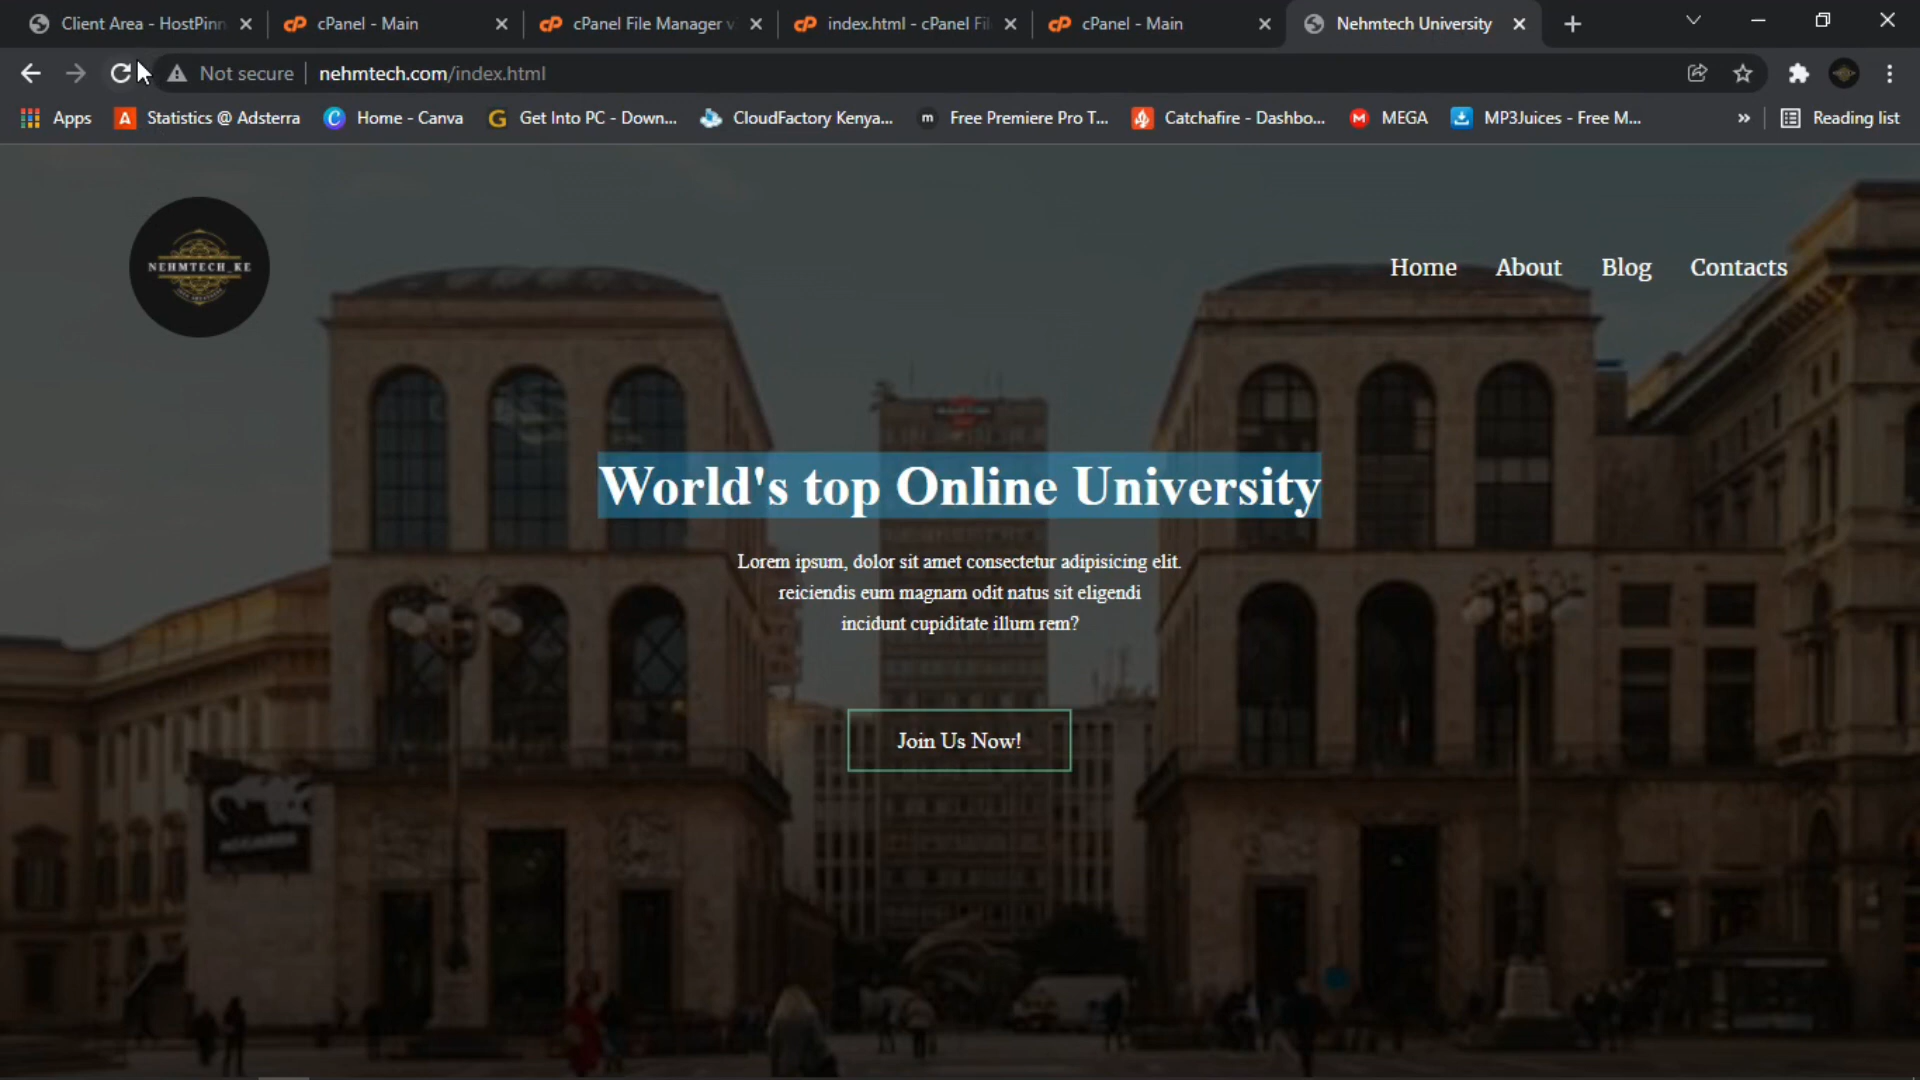 Client Area - HostPinn
cPanel - Main
cPanel File Manager v
index.html - cPanel Fil
cPanel - Main
Nehmtech University
Not secure
nehmtech.com/index.html
Apps
Statistics @ Adsterra
Home - Canva
Get Into PC - Down...
CloudFactory Kenya...
Free Premiere Pro T...
Catchafire - Dashbo...
MEGA
MP3Juices - Free M...
»
Reading list
NEHMTECH_KE
Home
About
Blog
Contacts
World's top Online University
Lorem ipsum, dolor sit amet consectetur adipisicing elit.
reiciendis eum magnam odit natus sit eligendi
incidunt cupiditate illum rem?
Join Us Now!